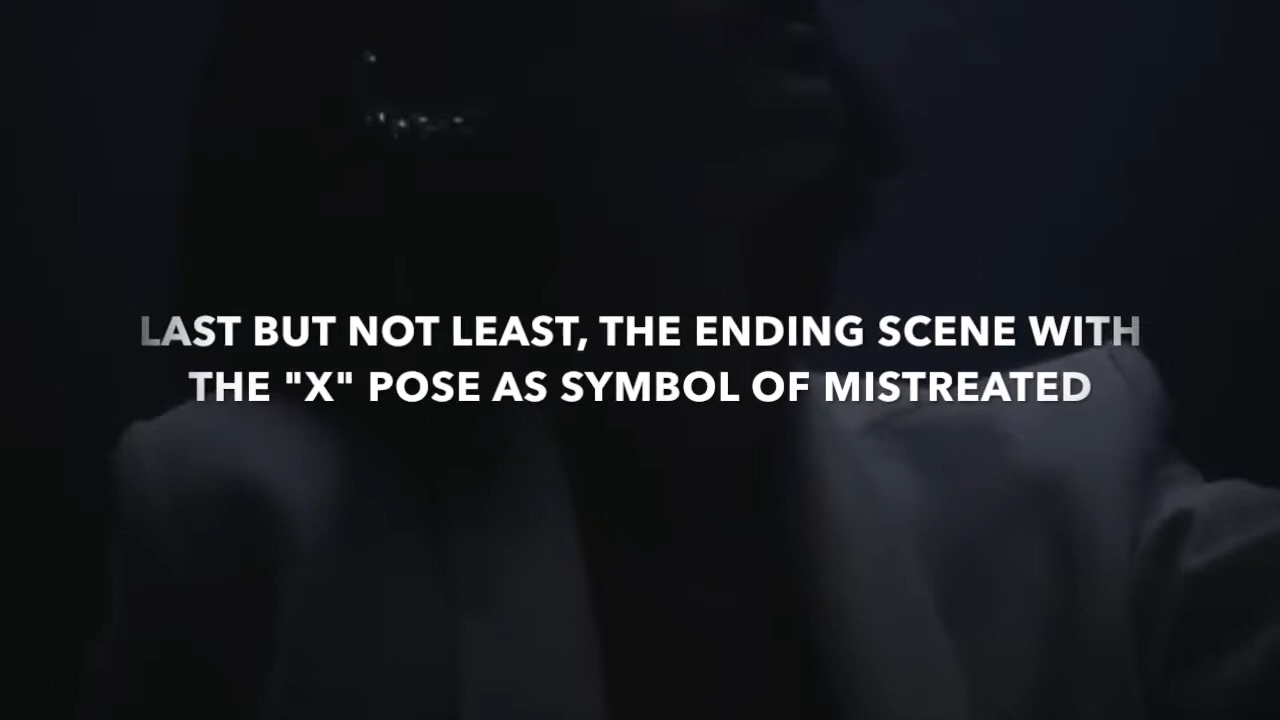 LAST BUT NOT LEAST, THE ENDING SCENE WITH
THE "X" POSE AS SYMBOL OF MISTREATED